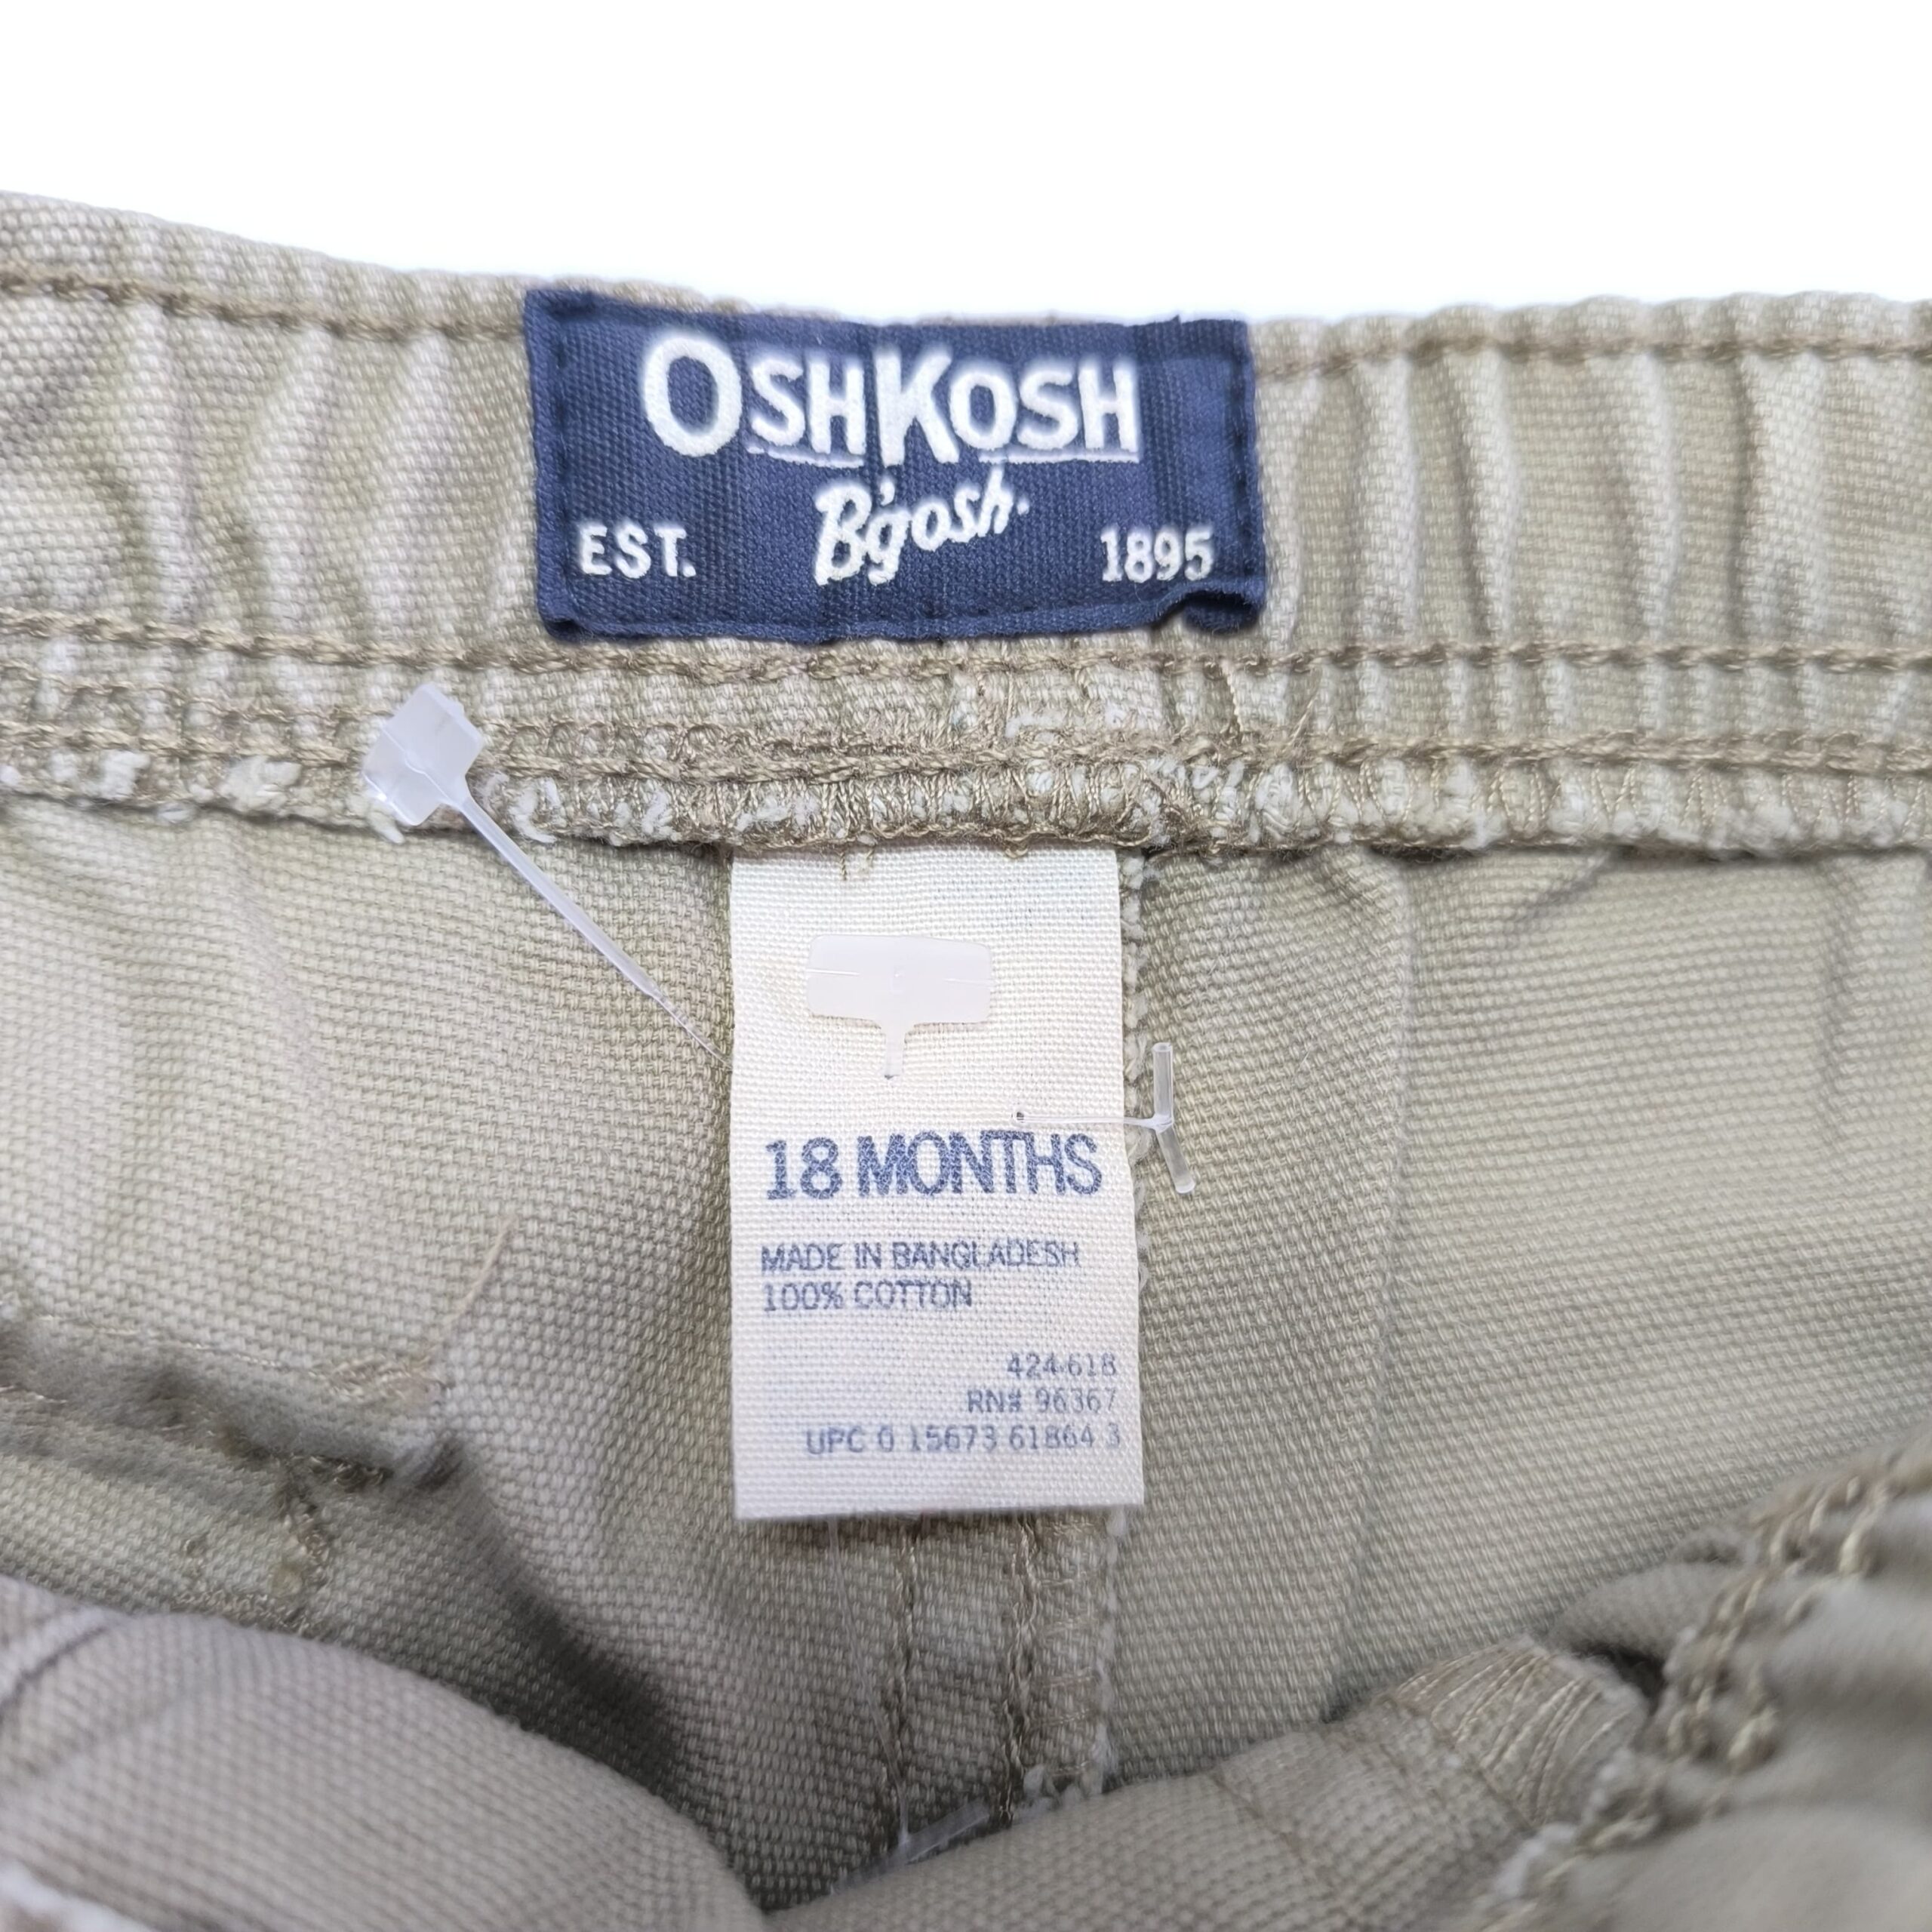 OSHKOSH
B'gosh.
EST. 1895
18 MONTHS
MADE IN BANGLADESH
100% COTTON
424-618
RN# 96367
UPC 0 15673 61864 3